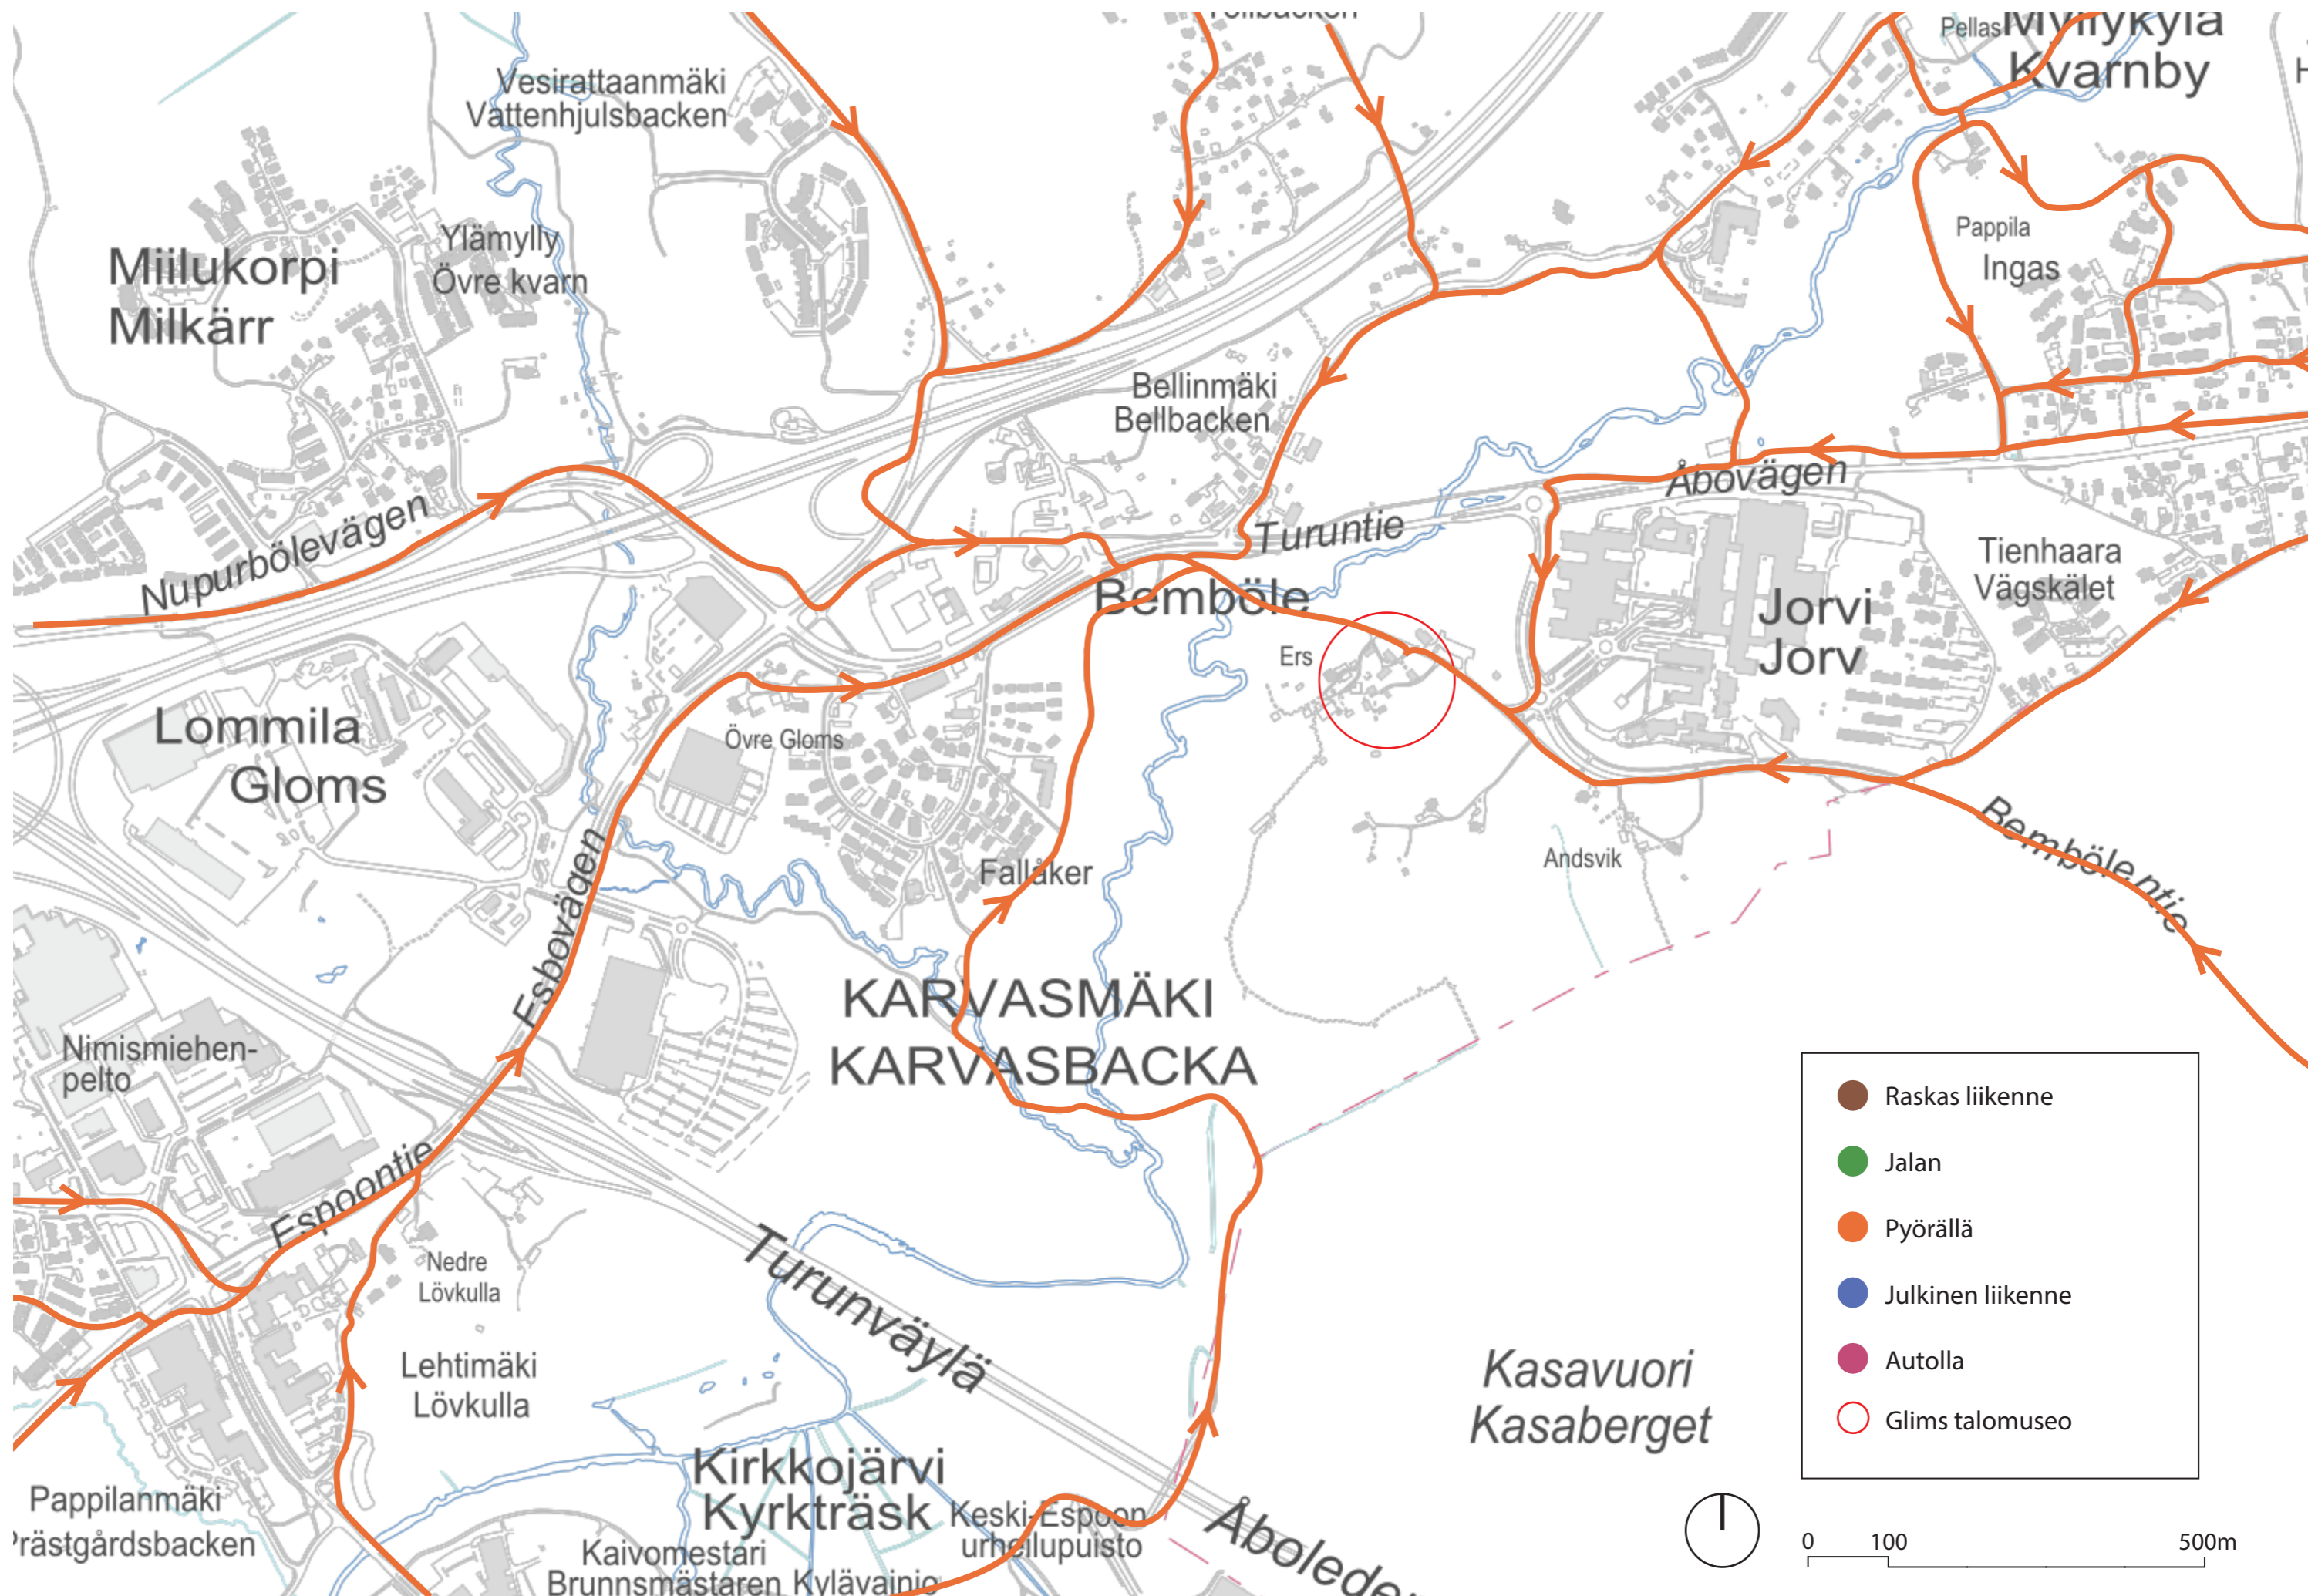 Pellas
Myllykylä
Kvarnby
Vesirattaanmäki
Vattenhjulsbacken
Pappila
Ingas
Ylämylly
Övre kvarn
Miilukorpi
Milkärr
Bellinmäki
Bellbacken
Åbovägen
Nupurbölevägen
Turuntie
Bemböle
Tienhaara
Vägskälet
Jorvi
Jorv
Ers
Lommila
Gloms
Övre Gloms
Bembölentie
Esbovägen
Fallåker
Andsvik
KARVASMÄKI
KARVASBACKA
Nimismiehen-
pelto
Espoontie
Nedre
Lövkulla
Turunväylä
Lehtimäki
Lövkulla
Kasavuori
Kasaberget
Kirkkojärvi
Kyrkträsk
Keski-Espoon
urheilupuisto
Pappilanmäki
Prästgårdsbacken
Kaivomestari
Brunnsmästaren
Kylävainio
Raskas liikenne
Jalan
Pyörällä
Julkinen liikenne
Autolla
Glims talomuseo
0 100 500m